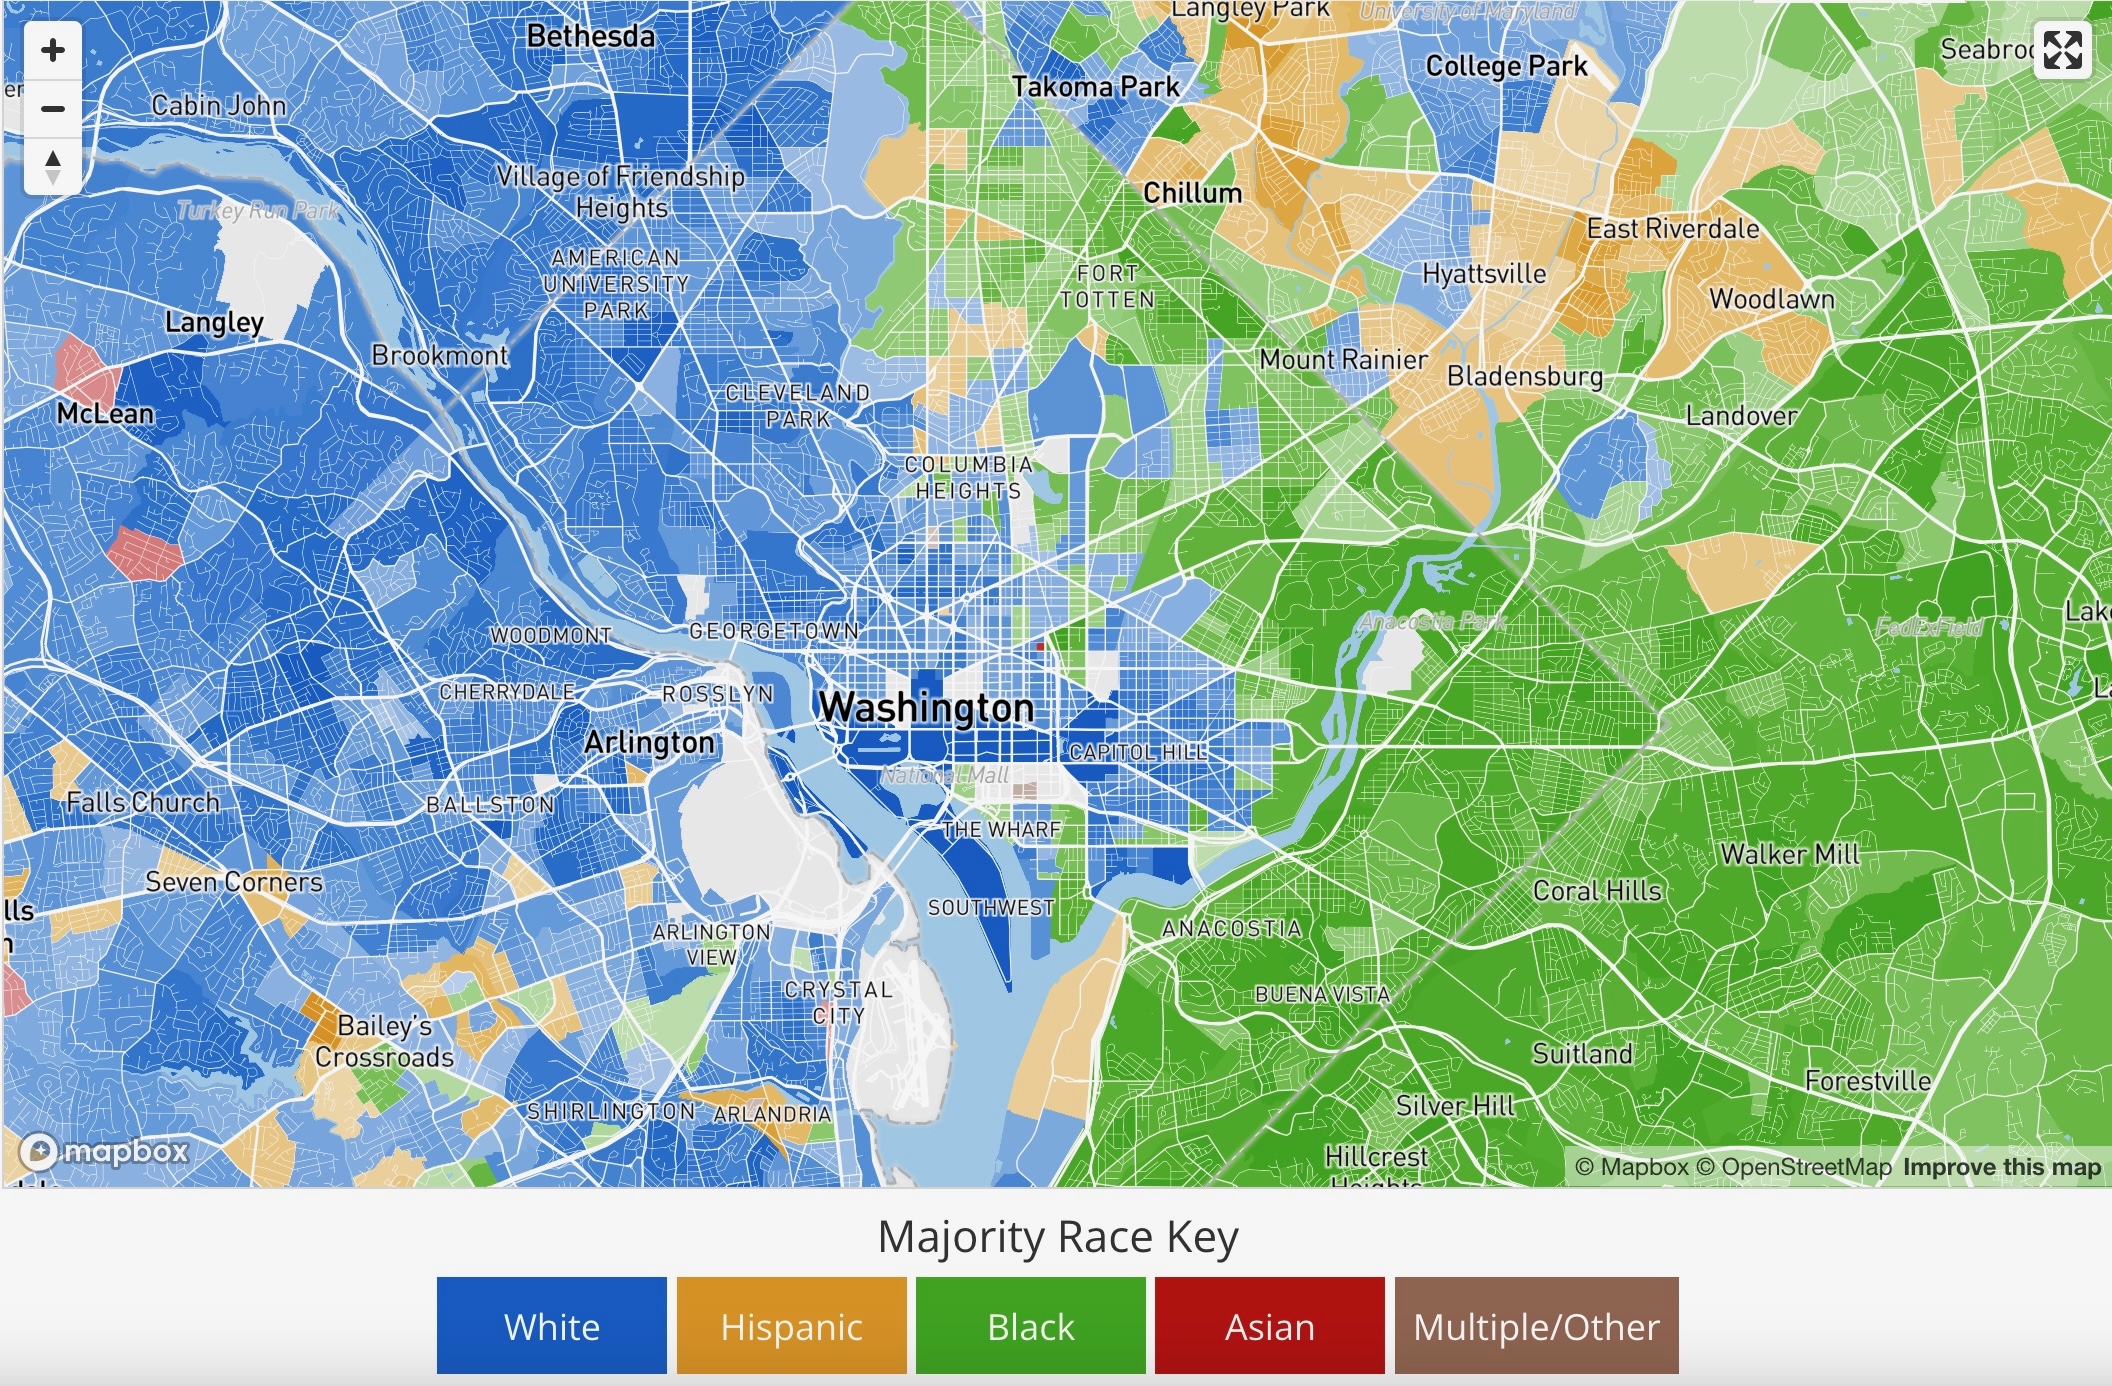 Bethesda
Langley Park
University of Maryland
Seabroo
Takoma Park
College Park
er
Cabin John
Village of Friendship
Heights
Chillum
Turkey Run Park
East Riverdale
AMERICAN
UNIVERSITY
PARK
FORT
TOTTEN
Hyattsville
Woodlawn
Langley
Brookmont
Mount Rainier
Bladensburg
CLEVELAND
PARK
McLean
Landover
COLUMBIA
HEIGHTS
Anacostia Park
FedExField
Lake
WOODMONT
GEORGETOWN
CHERRYDALE
ROSSLYN
La
Washington
Arlington
CAPITOL HILL
National Mall
Falls Church
BALLSTON
THE WHARF
Walker Mill
Seven Corners
Coral Hills
lls
n
SOUTHWEST
ARLINGTON
VIEW
ANACOSTIA
CRYSTAL
CITY
BUENA VISTA
Bailey's
Crossroads
Suitland
Forestville
SHIRLINGTON
ARLANDRIA
Silver Hill
mapbox
Hillcrest
Heights
© Mapbox © OpenStreetMap Improve this map
Majority Race Key
White
Hispanic
Black
Asian
Multiple/Other